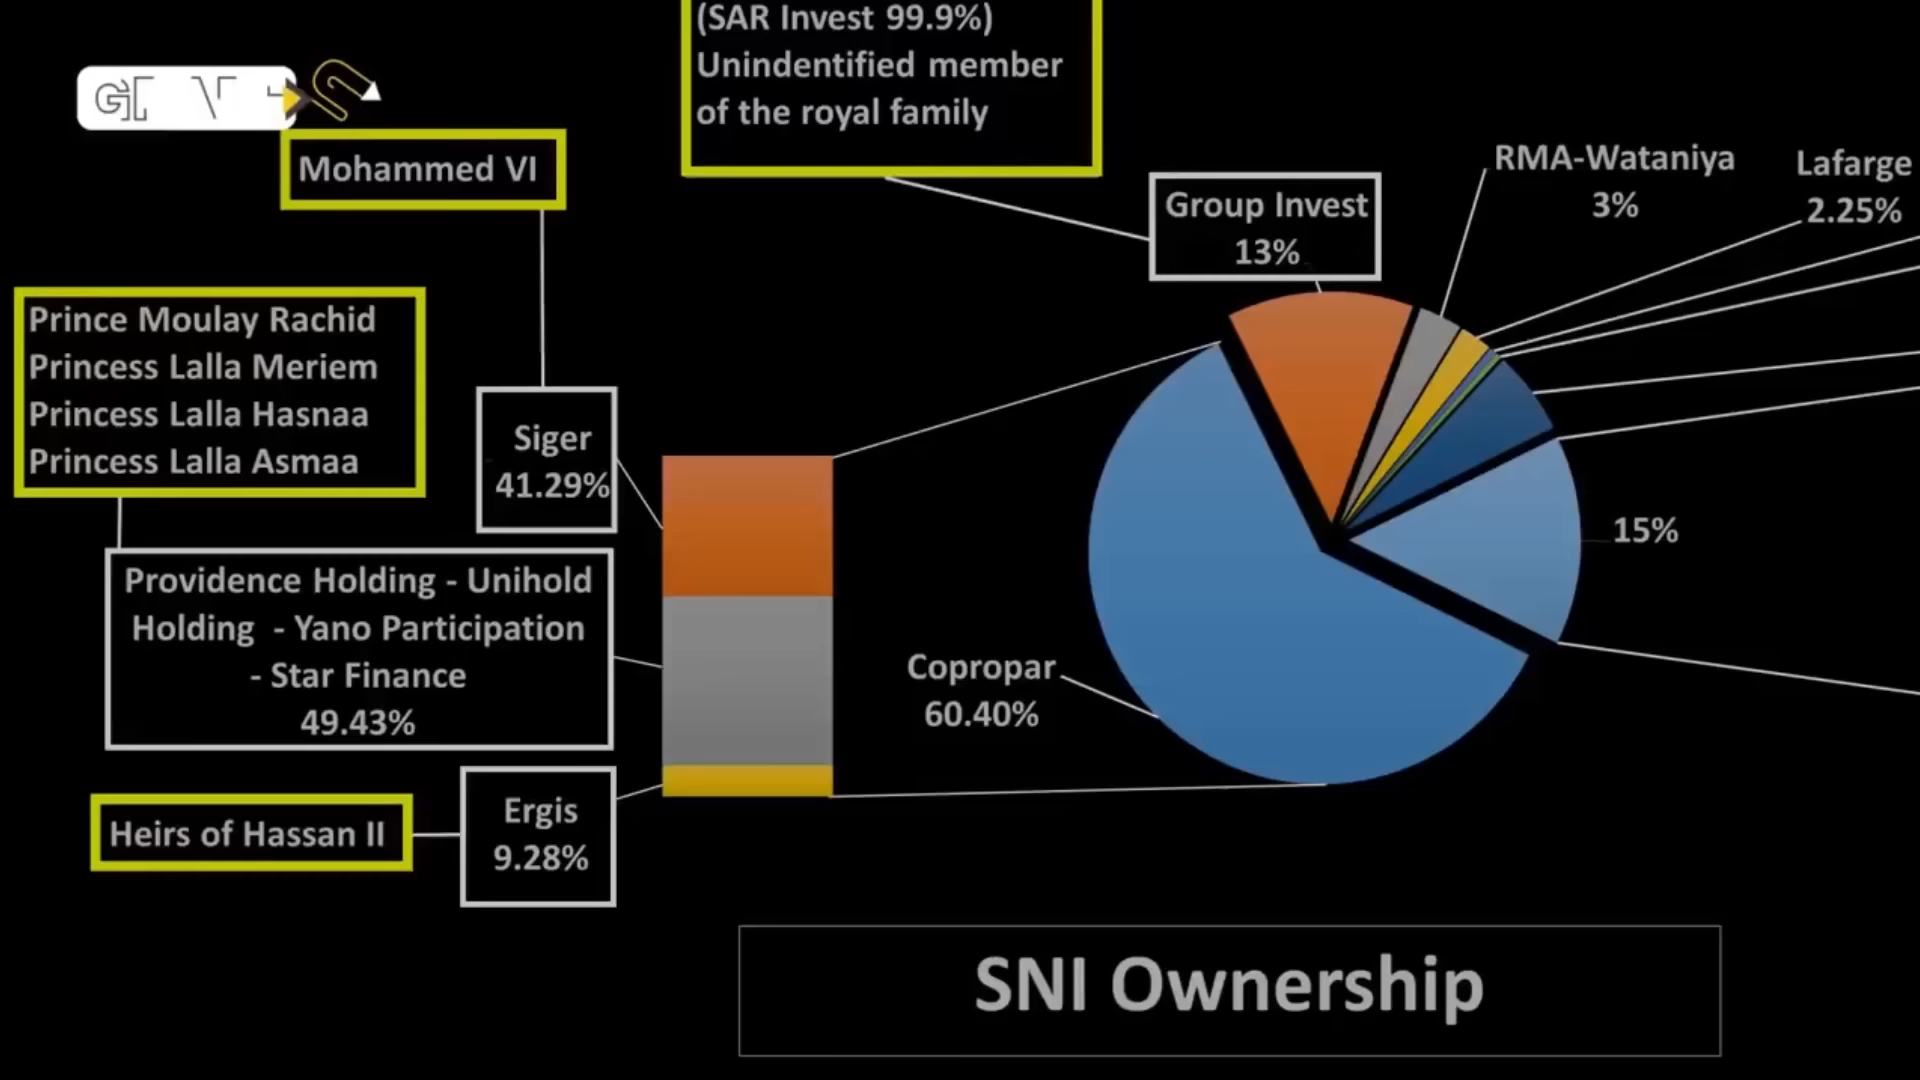 (SAR Invest 99.9%)
Unindentified member
of the royal family
Mohammed VI
Group Invest
13%
RMA-Wataniya
3%
Lafarge
2.25%
Prince Moulay Rachid
Princess Lalla Meriem
Princess Lalla Hasnaa
Princess Lalla Asmaa
Siger
41.29%
15%
Providence Holding - Unihold
Holding - Yano Participation
- Star Finance
49.43%
Copropar
60.40%
Heirs of Hassan II
Ergis
9.28%
SNI Ownership